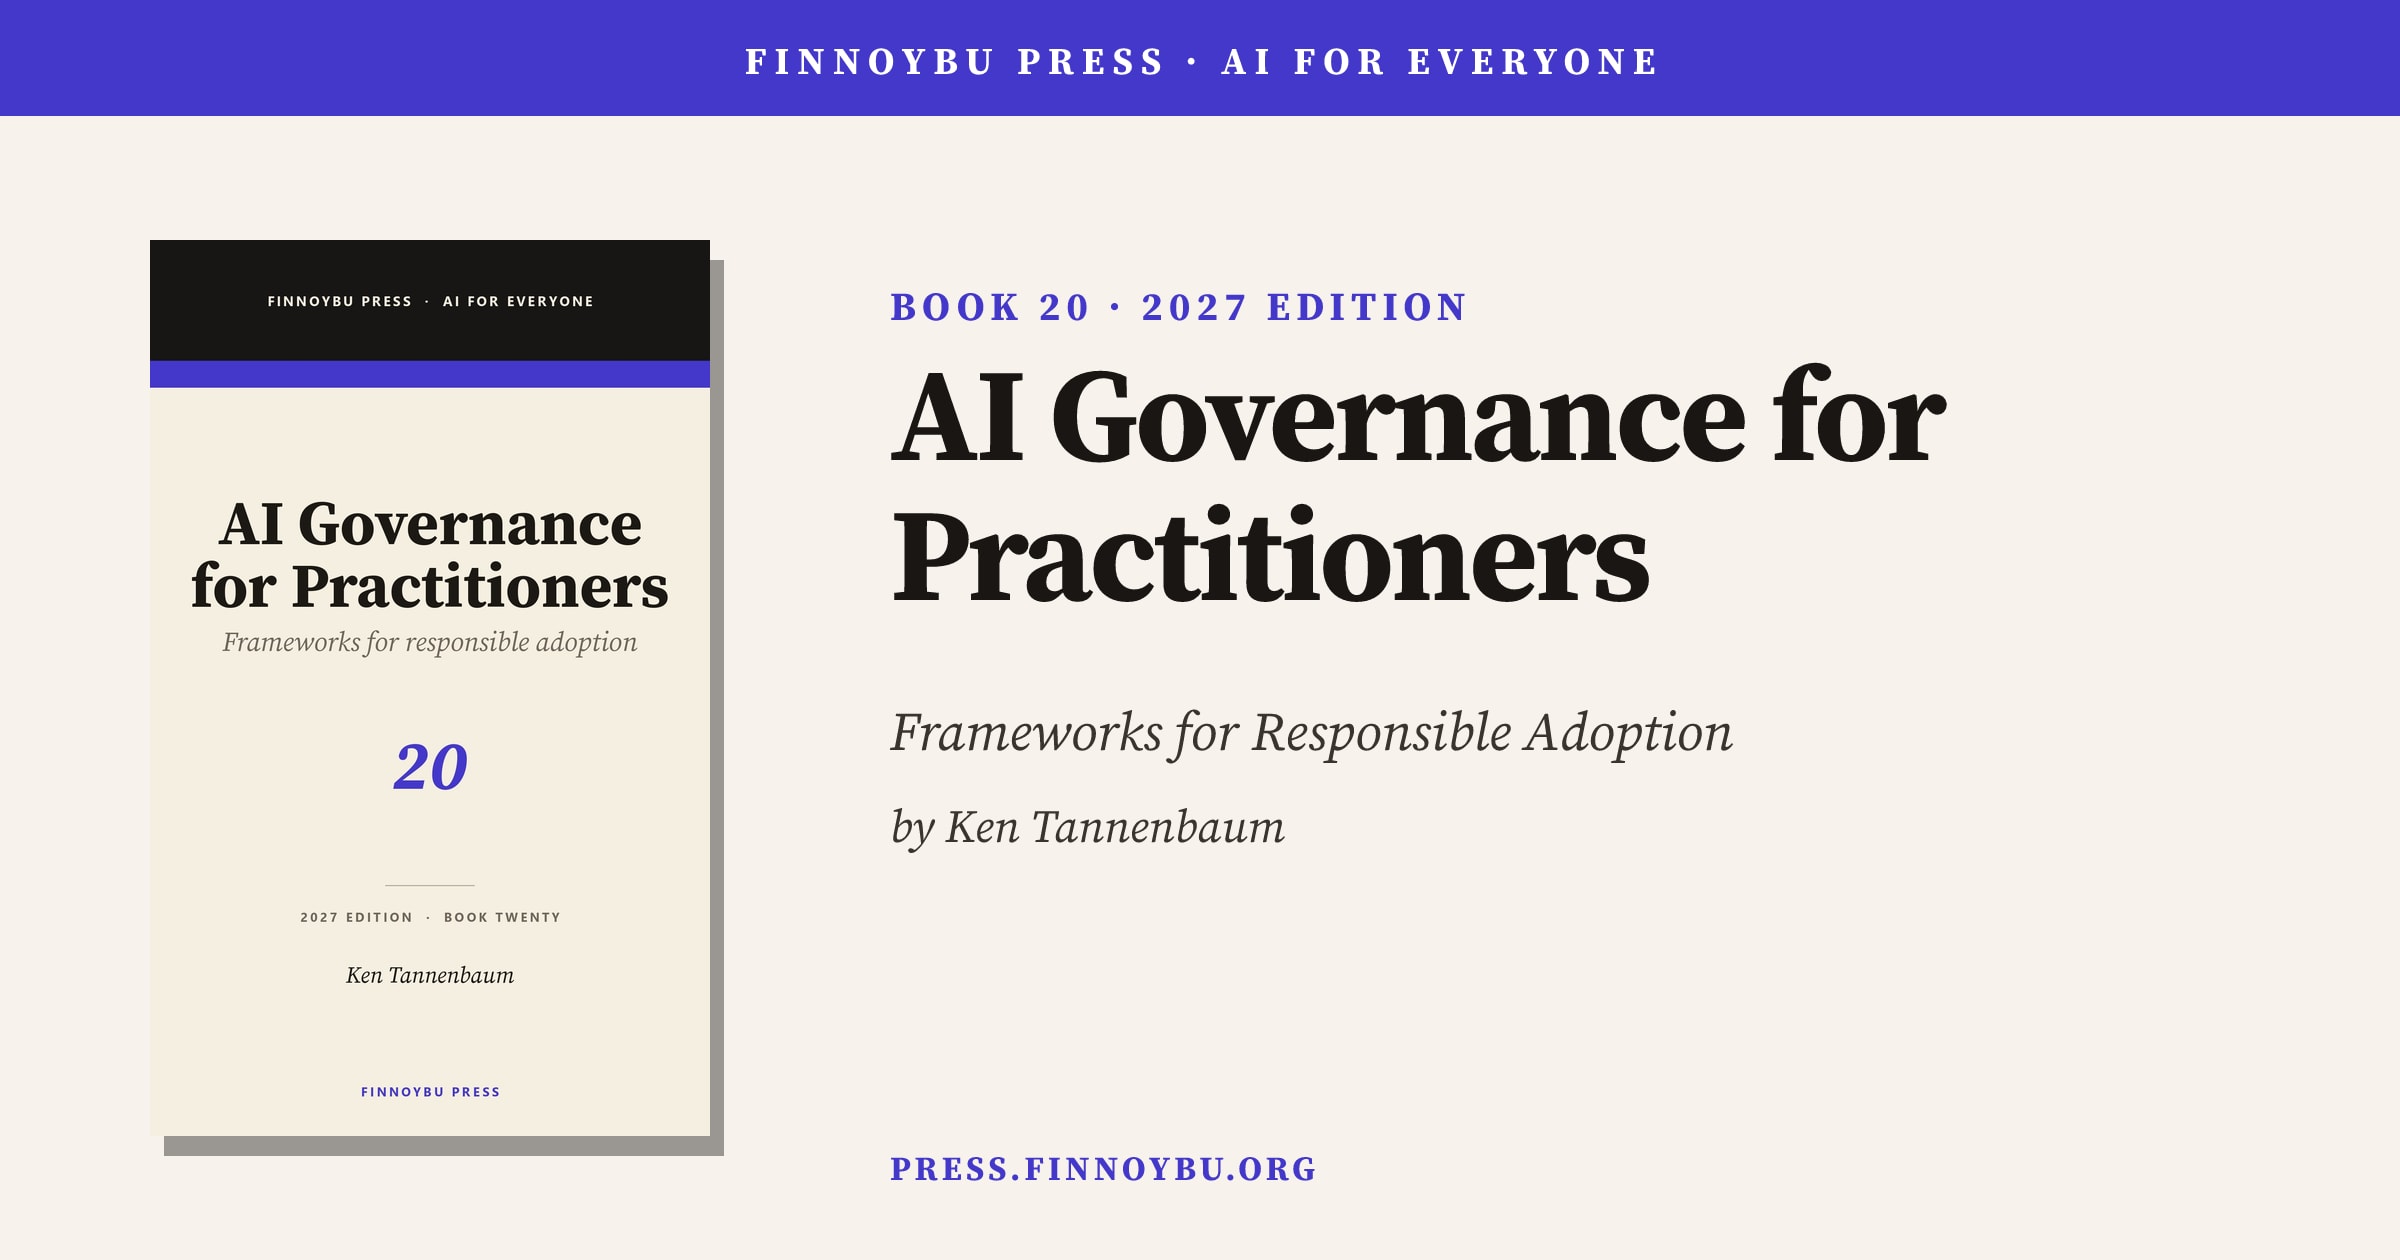 FINNOYBU PRESS · AI FOR EVERYONE
FINNOYBU PRESS · AI FOR EVERYONE
AI Governance
for Practitioners
Frameworks for responsible adoption
20
2027 EDITION · BOOK TWENTY
Ken Tannenbaum
FINNOYBU PRESS
BOOK 20 · 2027 EDITION
AI Governance for
Practitioners
Frameworks for Responsible Adoption
by Ken Tannenbaum
PRESS.FINNOYBU.ORG